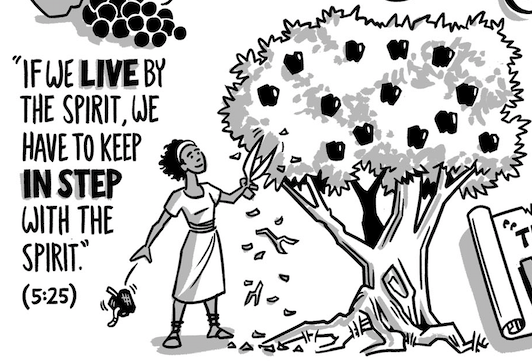 "IF WE LIVE BY
THE SPIRIT, WE
HAVE TO KEEP
IN STEP
WITH THE
SPIRIT."
(5:25)